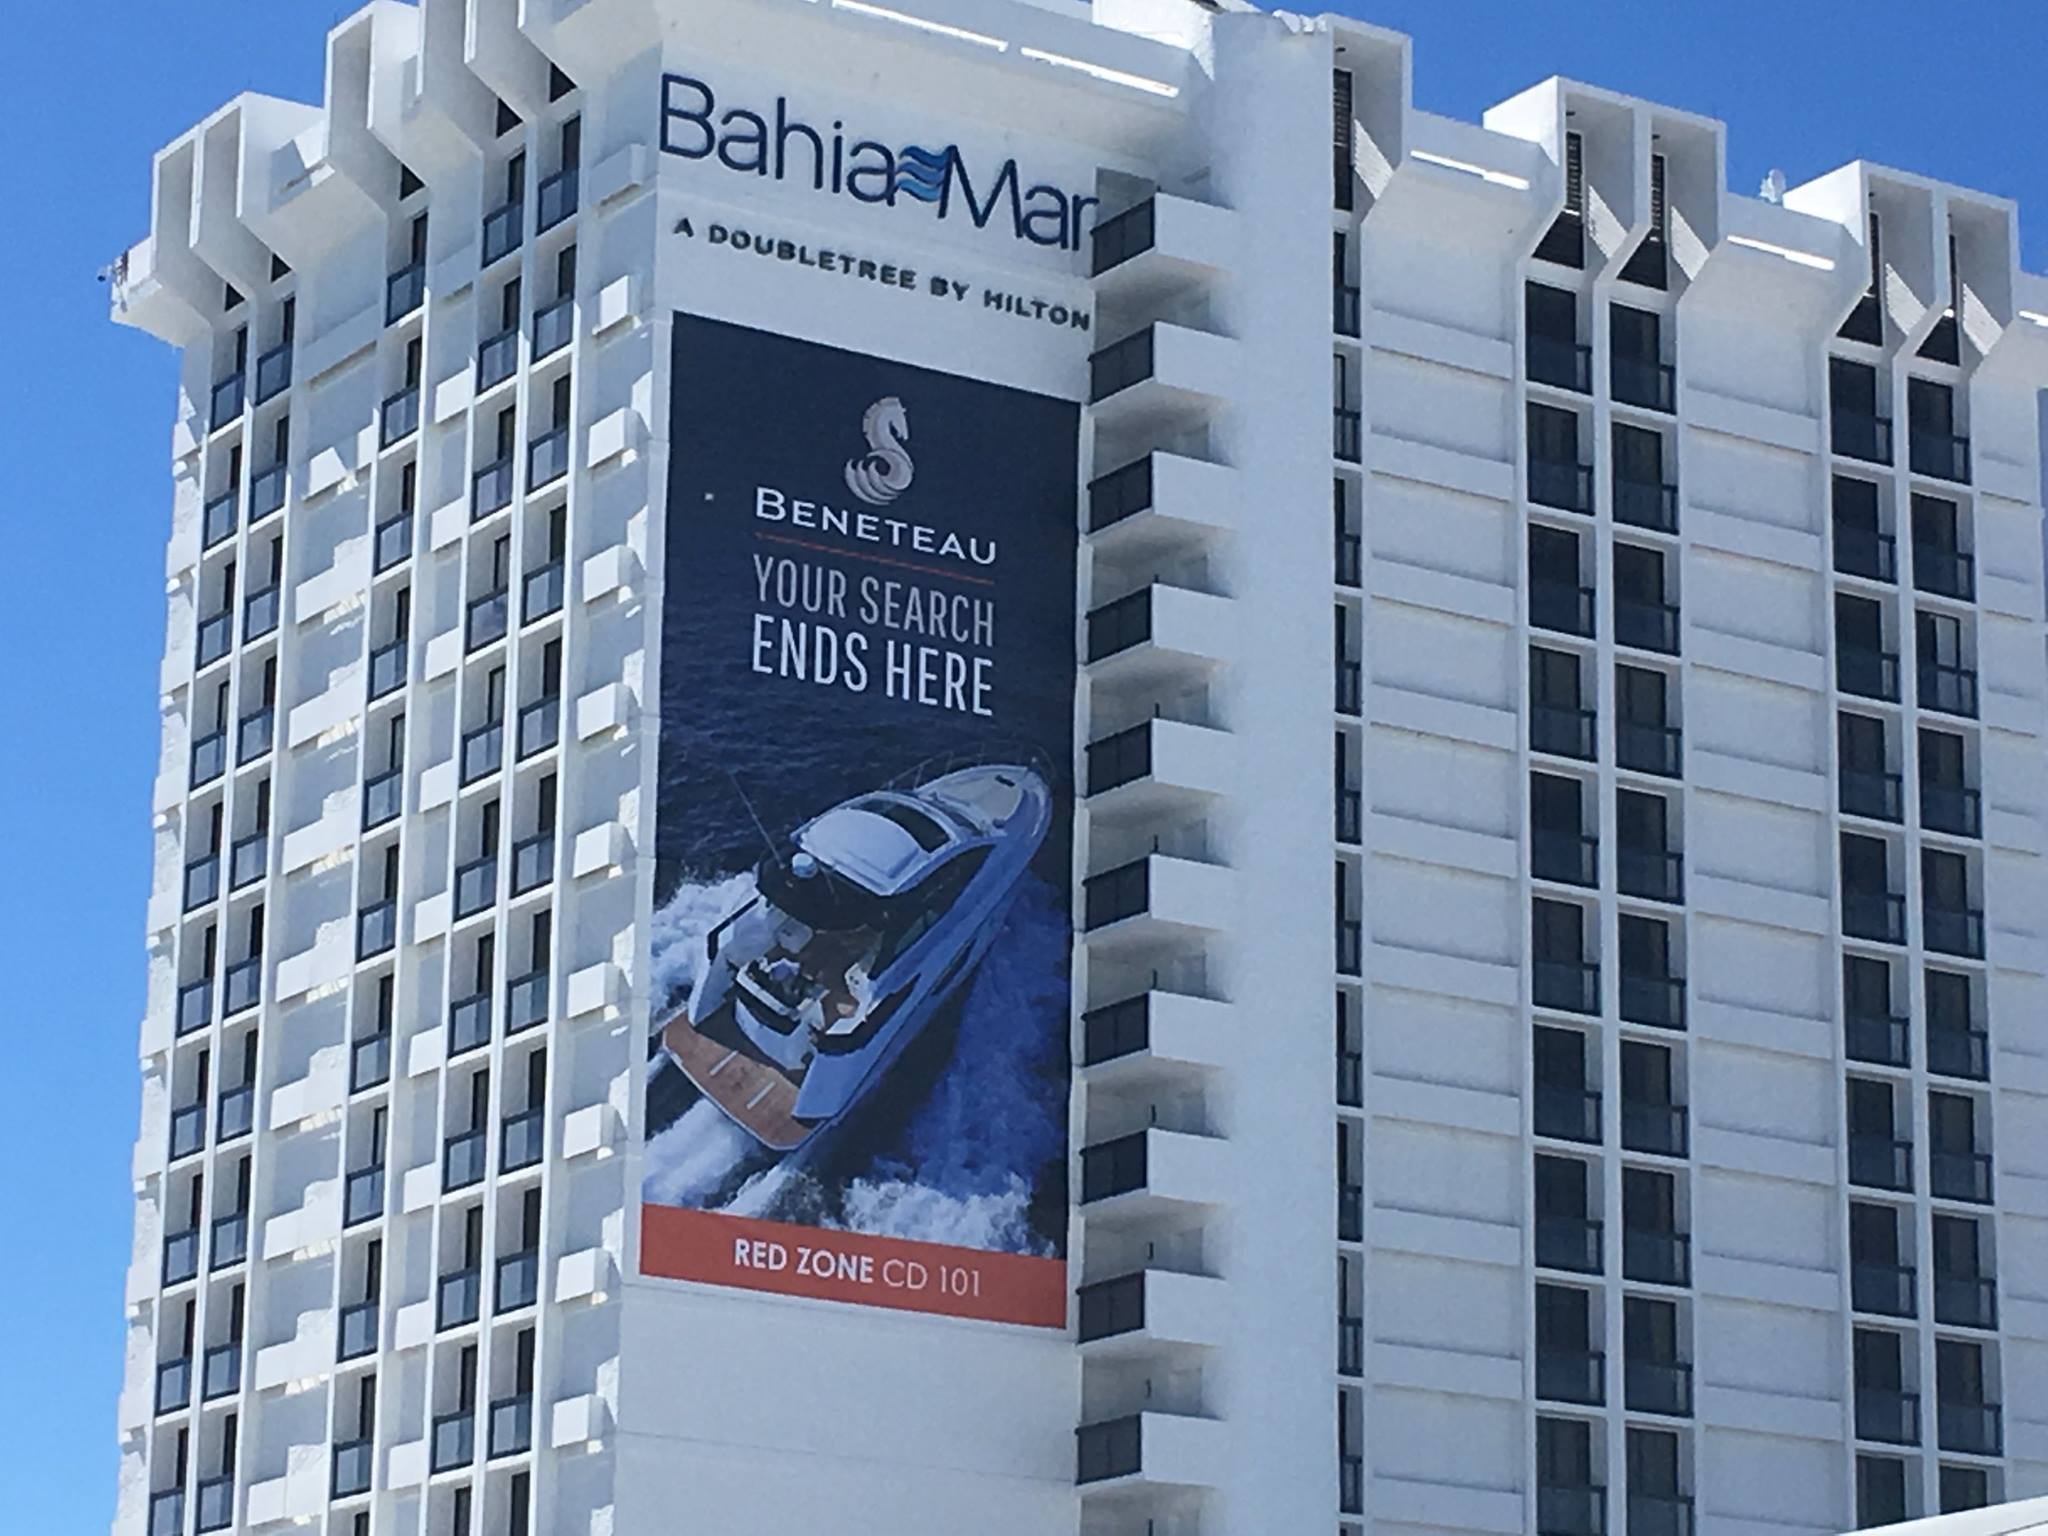 Bahia Mar
A DOUBLETREE BY HILTON
BENETEAU
YOUR SEARCH
ENDS HERE
RED ZONE CD 101